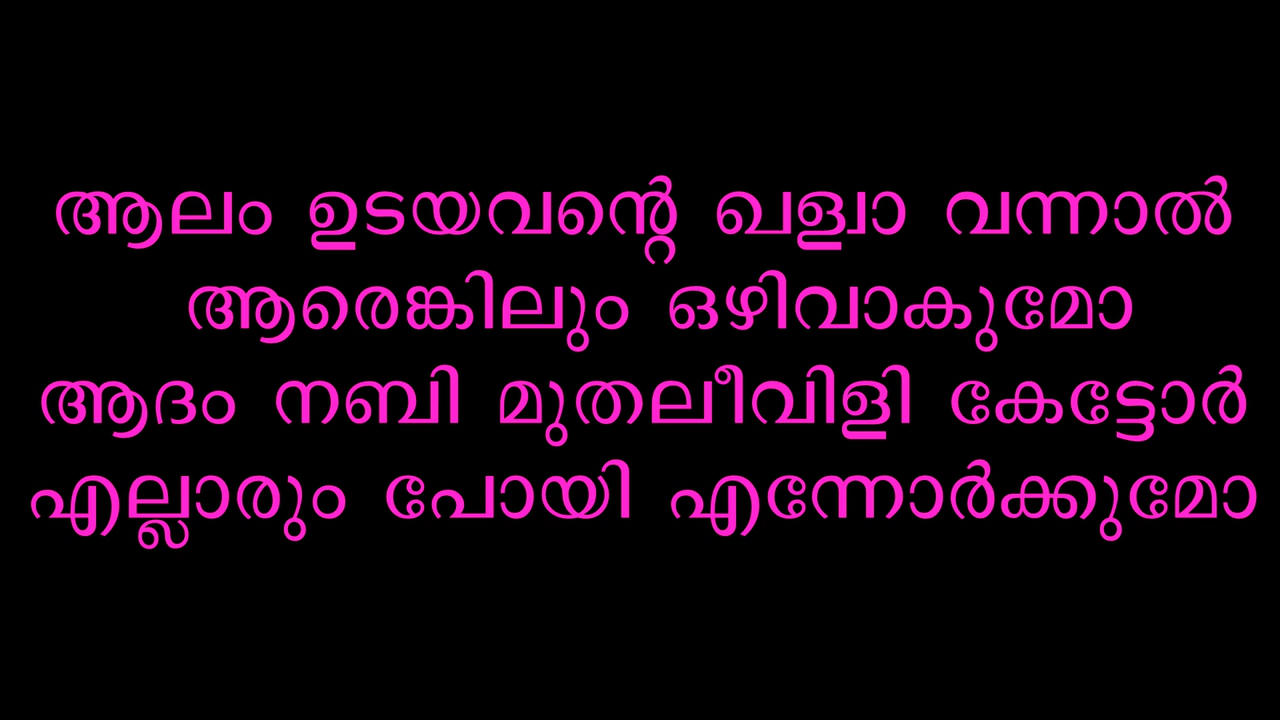 ആലം ഉടയവന്റെ ഖള്വാ വന്നാൽ
ആരെങ്കിലും ഒഴിവാകുമോ
ആദം നബി മുതലീവിളി കേട്ടോർ
എല്ലാരും പോയി എന്നോർക്കുമോ